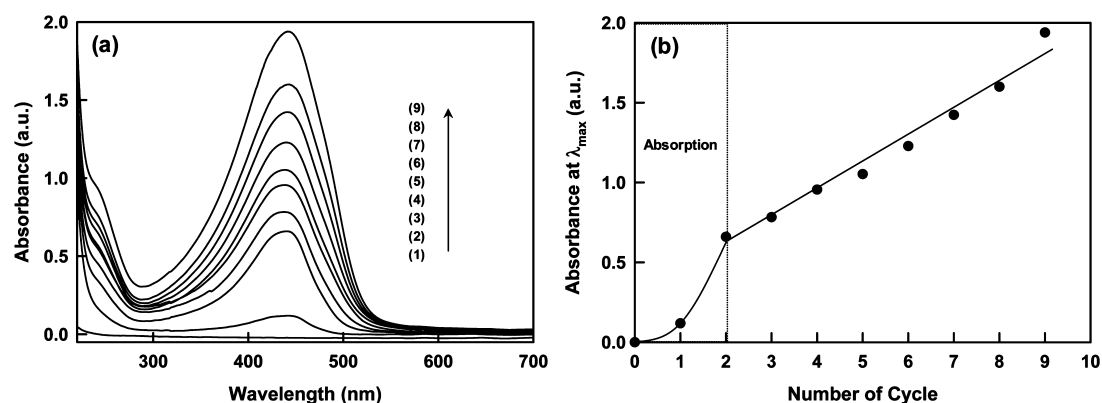 (a)
2.0
1.5
1.0
0.5
0.0
Absorbance (a.u.)
(9)
(8)
(7)
(6)
(5)
(4)
(3)
(2)
(1)
300 400 500 600 700
Wavelength (nm)
(b)
2.0
1.5
1.0
0.5
0.0
Absorbance at λmax (a.u.)
Absorption
0 1 2 3 4 5 6 7 8 9 10
Number of Cycle